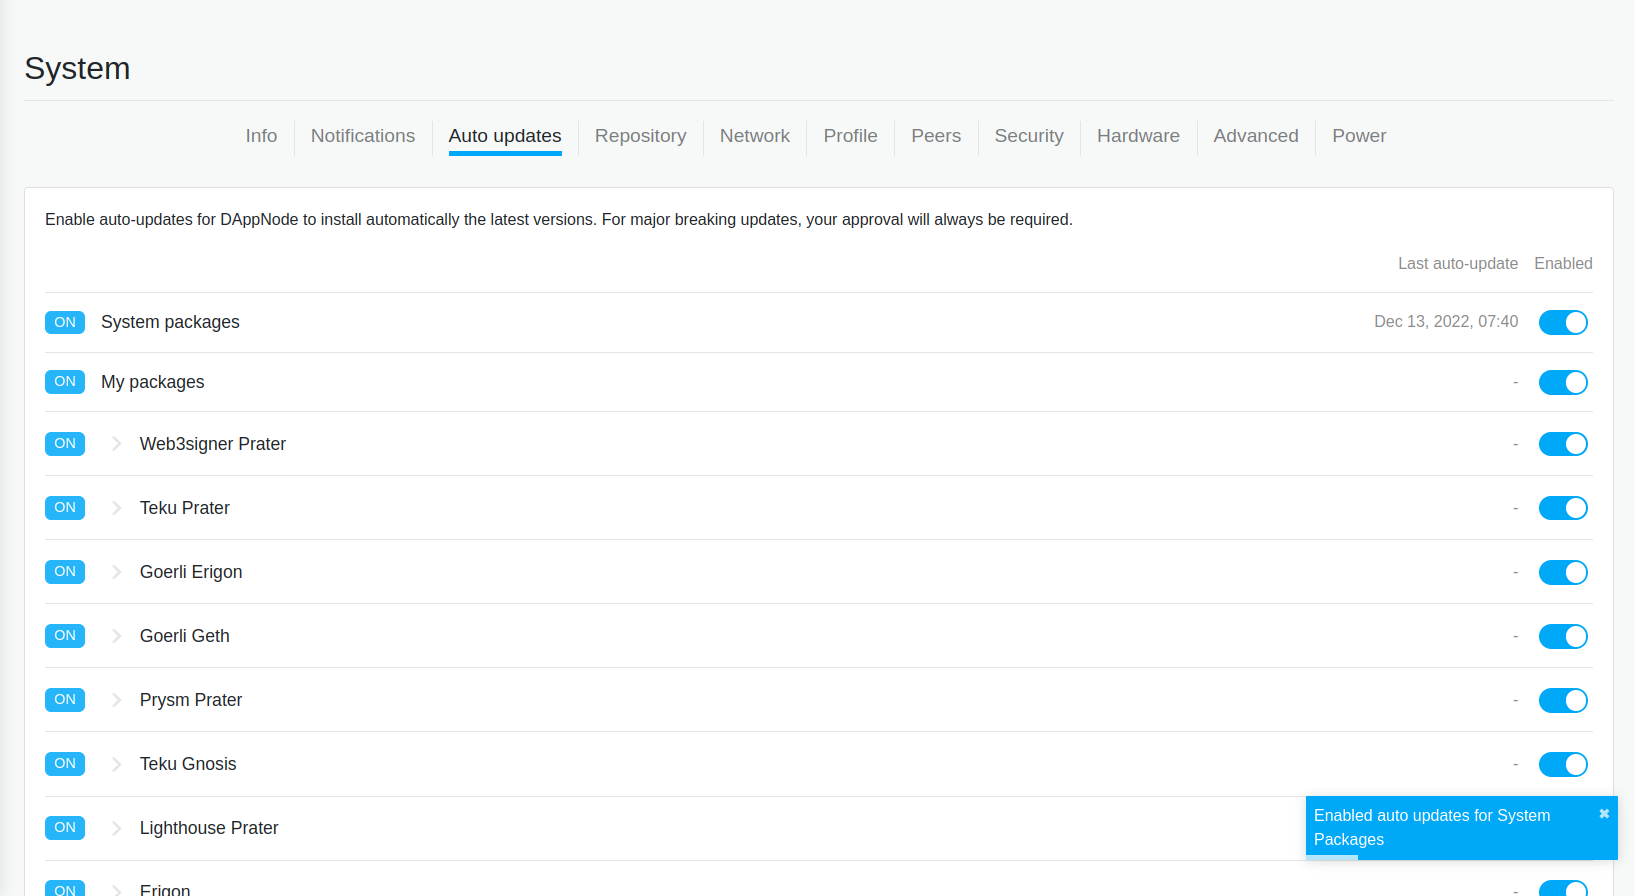 System
Info Notifications Auto updates Repository Network Profile Peers Security Hardware Advanced Power
Enable auto-updates for DAppNode to install automatically the latest versions. For major breaking updates, your approval will always be required.
Last auto-update Enabled
ON System packages Dec 13, 2022, 07:40
ON My packages -
ON Web3signer Prater -
ON Teku Prater -
ON Goerli Erigon -
ON Goerli Geth -
ON Prysm Prater -
ON Teku Gnosis -
ON Lighthouse Prater
Enabled auto updates for System
Packages
ON Erigon -